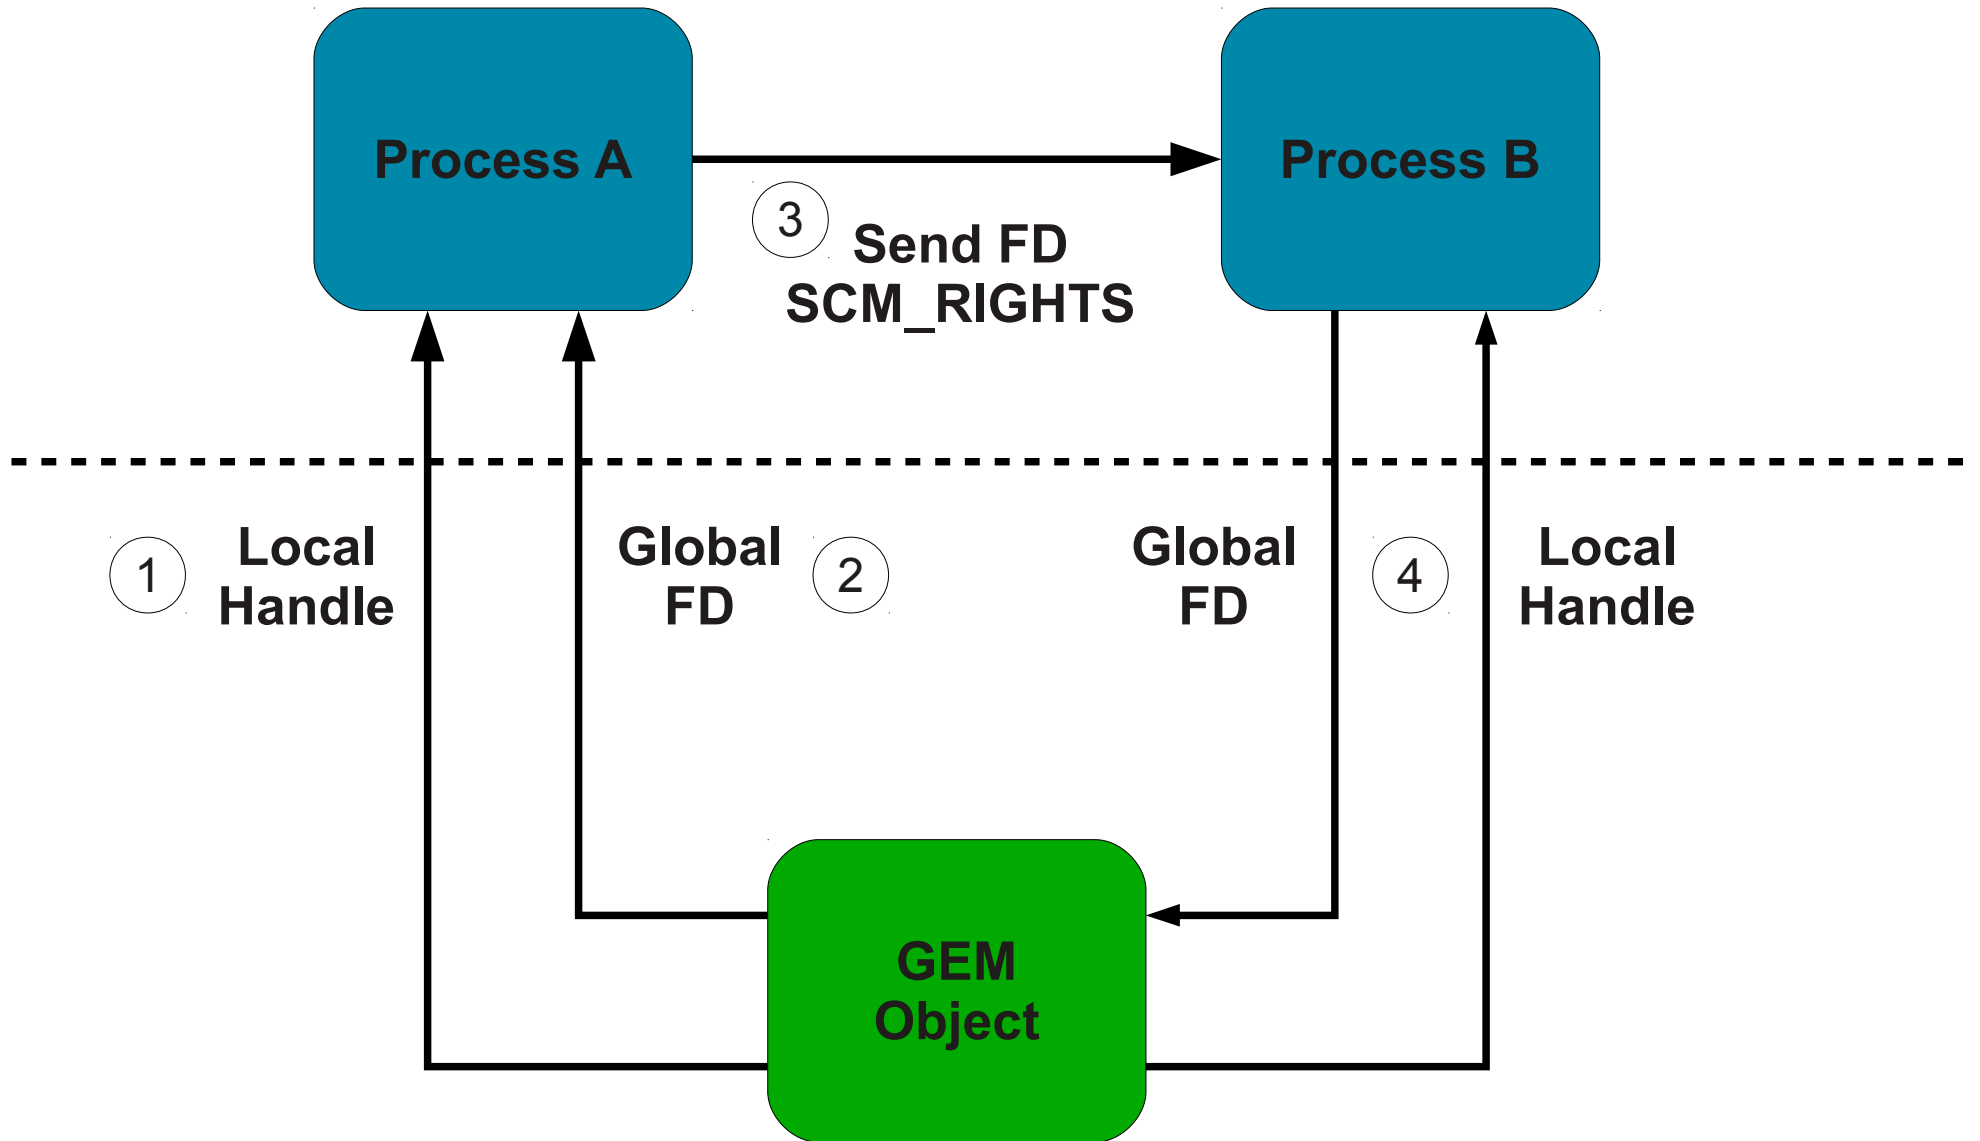 Process A
Process B
3
Send FD
SCM_RIGHTS
1
Local
Handle
Global
FD
2
Global
FD
4
Local
Handle
GEM
Object